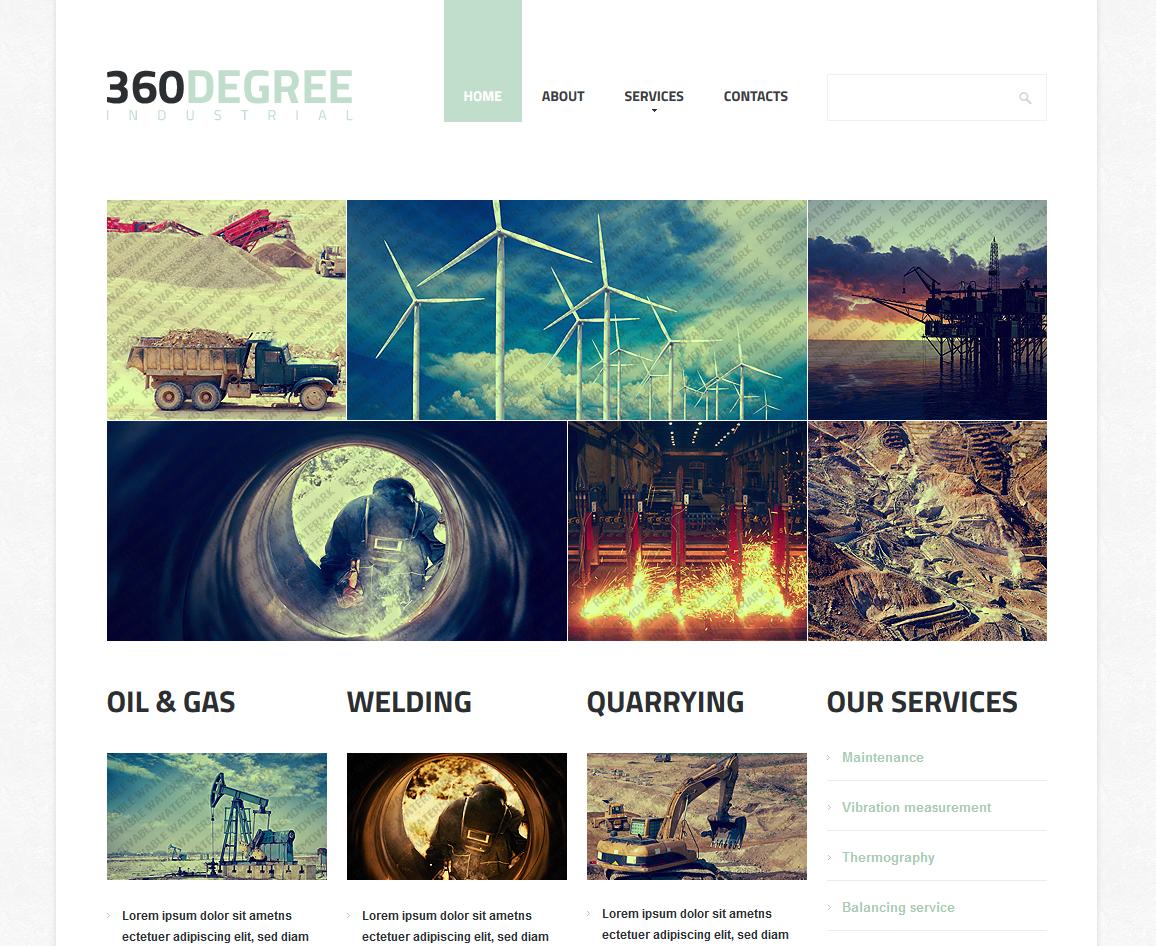 360DEGREE
INDUSTRIAL
HOME
ABOUT
SERVICES
CONTACTS
REMOVABLE WATERMARK
OIL & GAS
WELDING
QUARRYING
OUR SERVICES
Maintenance
Vibration measurement
Thermography
Balancing service
Lorem ipsum dolor sit ametns
ectetuer adipiscing elit, sed diam
Lorem ipsum dolor sit ametns
ectetuer adipiscing elit, sed diam
Lorem ipsum dolor sit ametns
ectetuer adipiscing elit, sed diam